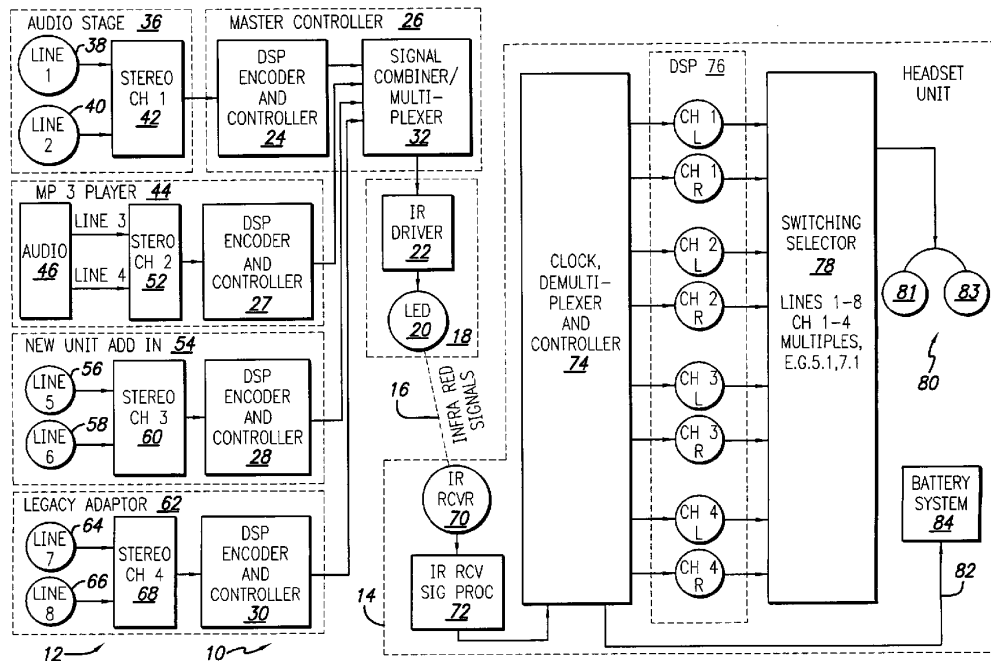 AUDIO STAGE 36
LINE 1
38
LINE 2
40
STEREO
CH 1
42
MASTER CONTROLLER 26
DSP
ENCODER
AND
CONTROLLER
24
SIGNAL
COMBINER/
MULTI-
PLEXER
32
MP 3 PLAYER 44
AUDIO
46
LINE 3
LINE 4
STERO
CH 2
52
DSP
ENCODER
AND
CONTROLLER
27
IR
DRIVER
22
LED
20
18
NEW UNIT ADD IN 54
LINE
5
56
LINE
6
58
STEREO
CH 3
60
DSP
ENCODER
AND
CONTROLLER
28
16
INFRA RED
SIGNALS
LEGACY ADAPTOR 62
LINE
7
64
LINE
8
66
STEREO
CH 4
68
DSP
ENCODER
AND
CONTROLLER
30
IR
RCVR
70
IR RCV
SIG PROC
72
14
12
10
CLOCK,
DEMULTI-
PLEXER
AND
CONTROLLER
74
DSP 76
CH 1
L
CH 1
R
CH 2
L
CH 2
R
CH 3
L
CH 3
R
CH 4
L
CH 4
R
SWITCHING
SELECTOR
78
LINES 1-8
CH 1-4
MULTIPLES,
E.G.5.1,7.1
HEADSET
UNIT
81
83
80
BATTERY
SYSTEM
84
82